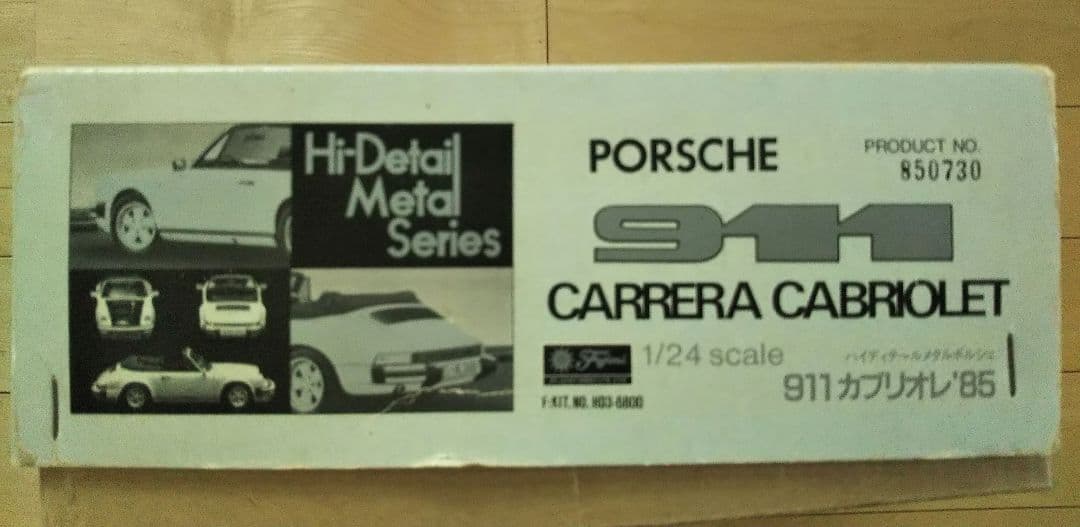 Hi-Detail
Metal
Series
PORSCHE
PRODUCT NO.
850730
911
CARRERA CABRIOLET
Fujimi
1/24 scale
ハイディテールメタルポルシェ
911カブリオレ'85
F:KIT.NO. H03-6800